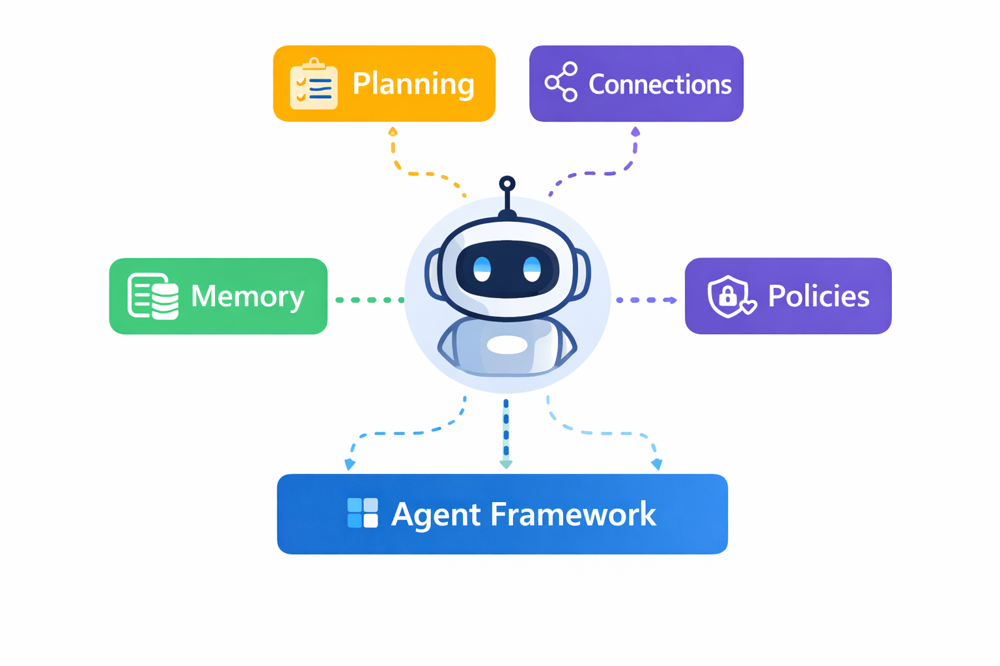 Planning
Connections
Memory
Policies
Agent Framework